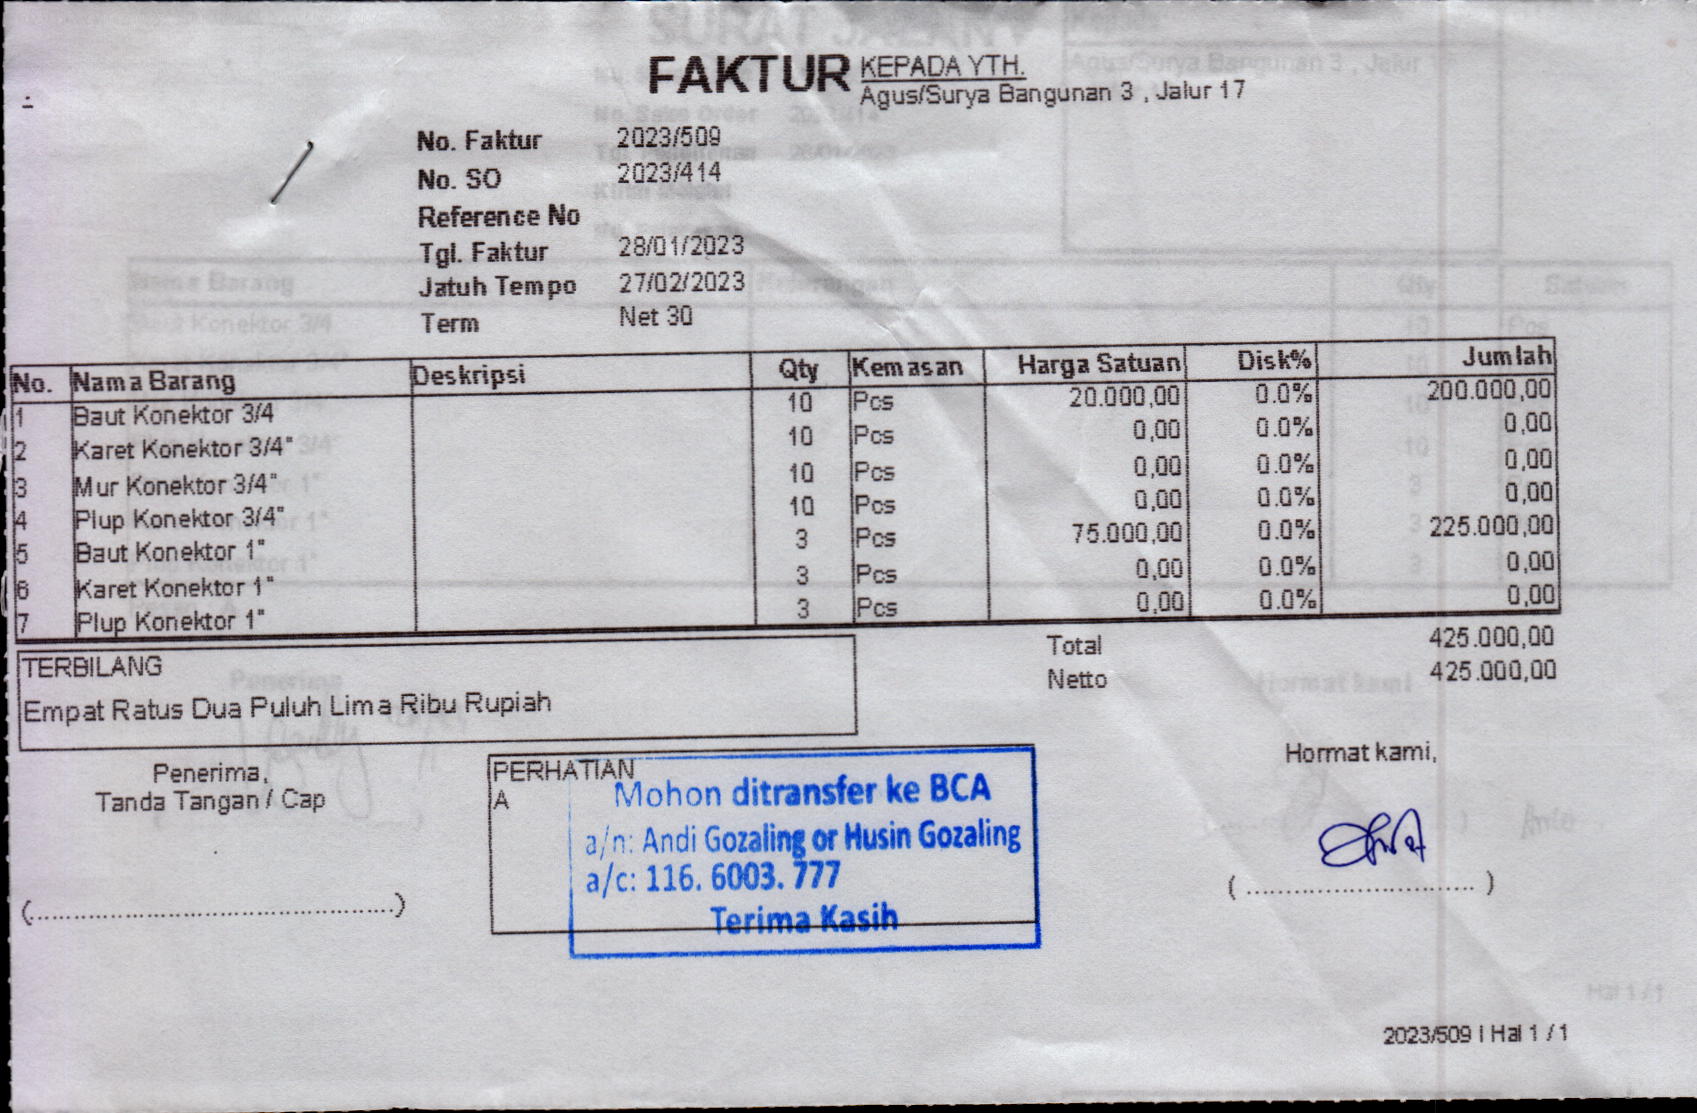 FAKTUR
KEPADA YTH.
Agus/Surya Bangunan 3 , Jalur 17
No. Faktur 2023/509
No. SO 2023/414
Reference No
Tgl. Faktur 28/01/2023
Jatuh Tempo 27/02/2023
Term Net 30
No. Nama Barang Deskripsi Qty Kemasan Harga Satuan Disk% Jumlah
1 Baut Konektor 3/4 10 Pcs 20.000,00 0.0% 200.000,00
2 Karet Konektor 3/4" 10 Pcs 0,00 0.0% 0,00
3 Mur Konektor 3/4" 10 Pcs 0,00 0.0% 0,00
4 Plup Konektor 3/4" 10 Pcs 0,00 0.0% 0,00
5 Baut Konektor 1" 3 Pcs 75.000,00 0.0% 225.000,00
6 Karet Konektor 1" 3 Pcs 0,00 0.0% 0,00
7 Plup Konektor 1" 3 Pcs 0,00 0.0% 0,00
Total 425.000,00
Netto 425.000,00
TERBILANG
Empat Ratus Dua Puluh Lima Ribu Rupiah
Penerima,
Tanda Tangan / Cap
(................................................)
PERHATIAN
A
Mohon ditransfer ke BCA
a/n: Andi Gozaling or Husin Gozaling
a/c: 116. 6003. 777
Terima Kasih
Hormat kami,
( ............................. )
2023/509 | Hal 1 / 1